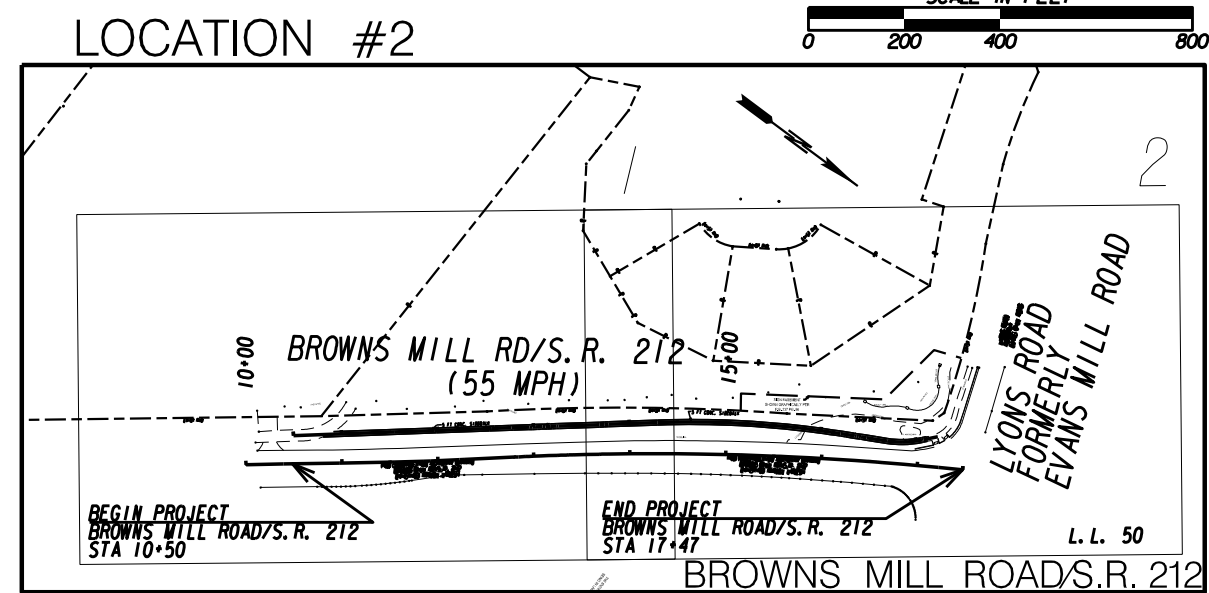 SCALE IN FEET
0 200 400 800
LOCATION #2
N
1
2
10+00
BROWNS MILL RD/S.R. 212
(55 MPH)
15+00
LYONS ROAD
FORMERLY
EVANS MILL ROAD
BEGIN PROJECT
BROWNS MILL ROAD/S.R. 212
STA 10+50
END PROJECT
BROWNS MILL ROAD/S.R. 212
STA 17+47
L.L. 50
BROWNS MILL ROAD/S.R. 212